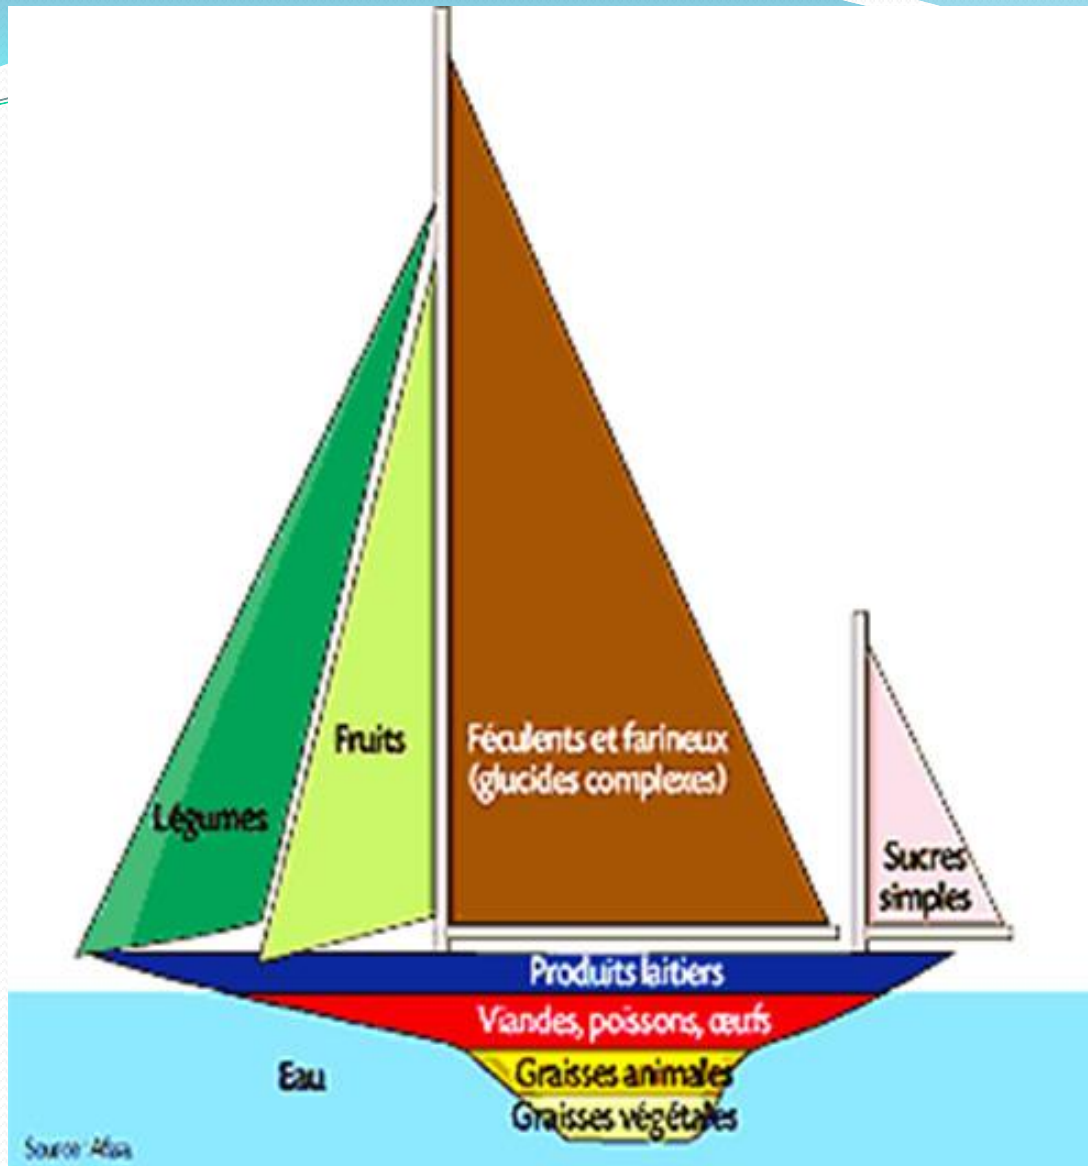 Fruits
Féculents et farineux
(glucides complexes)
Légumes
Sucres
simples
Produits laitiers
Viandes, poissons, œufs
Eau
Graisses animales
Graisses végétales
Source: Afssa